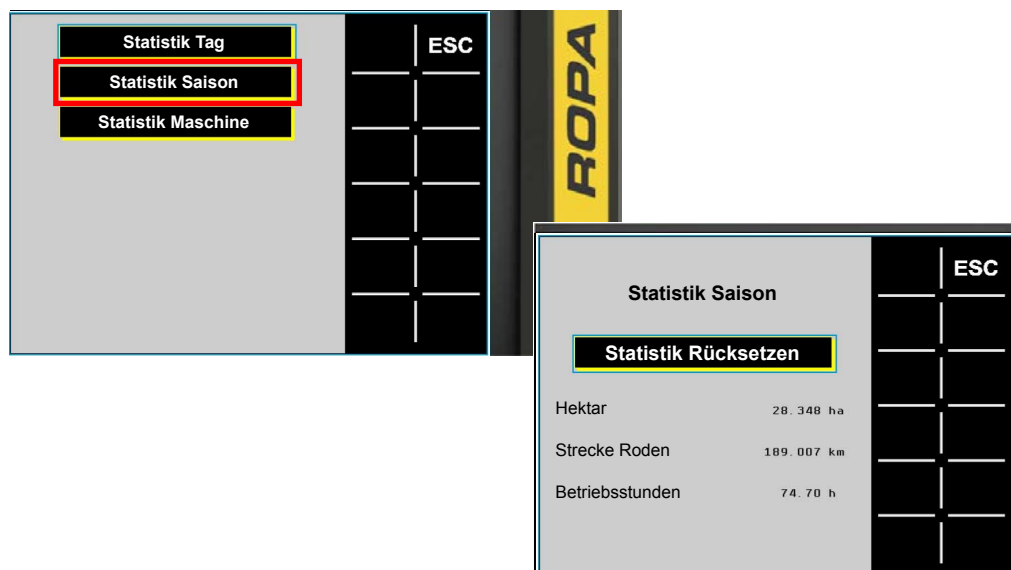 Statistik Tag
ESC
Statistik Saison
Statistik Maschine
ROPA
ESC
Statistik Saison
Statistik Rücksetzen
Hektar 28.348 ha
Strecke Roden 189.007 km
Betriebsstunden 74.70 h